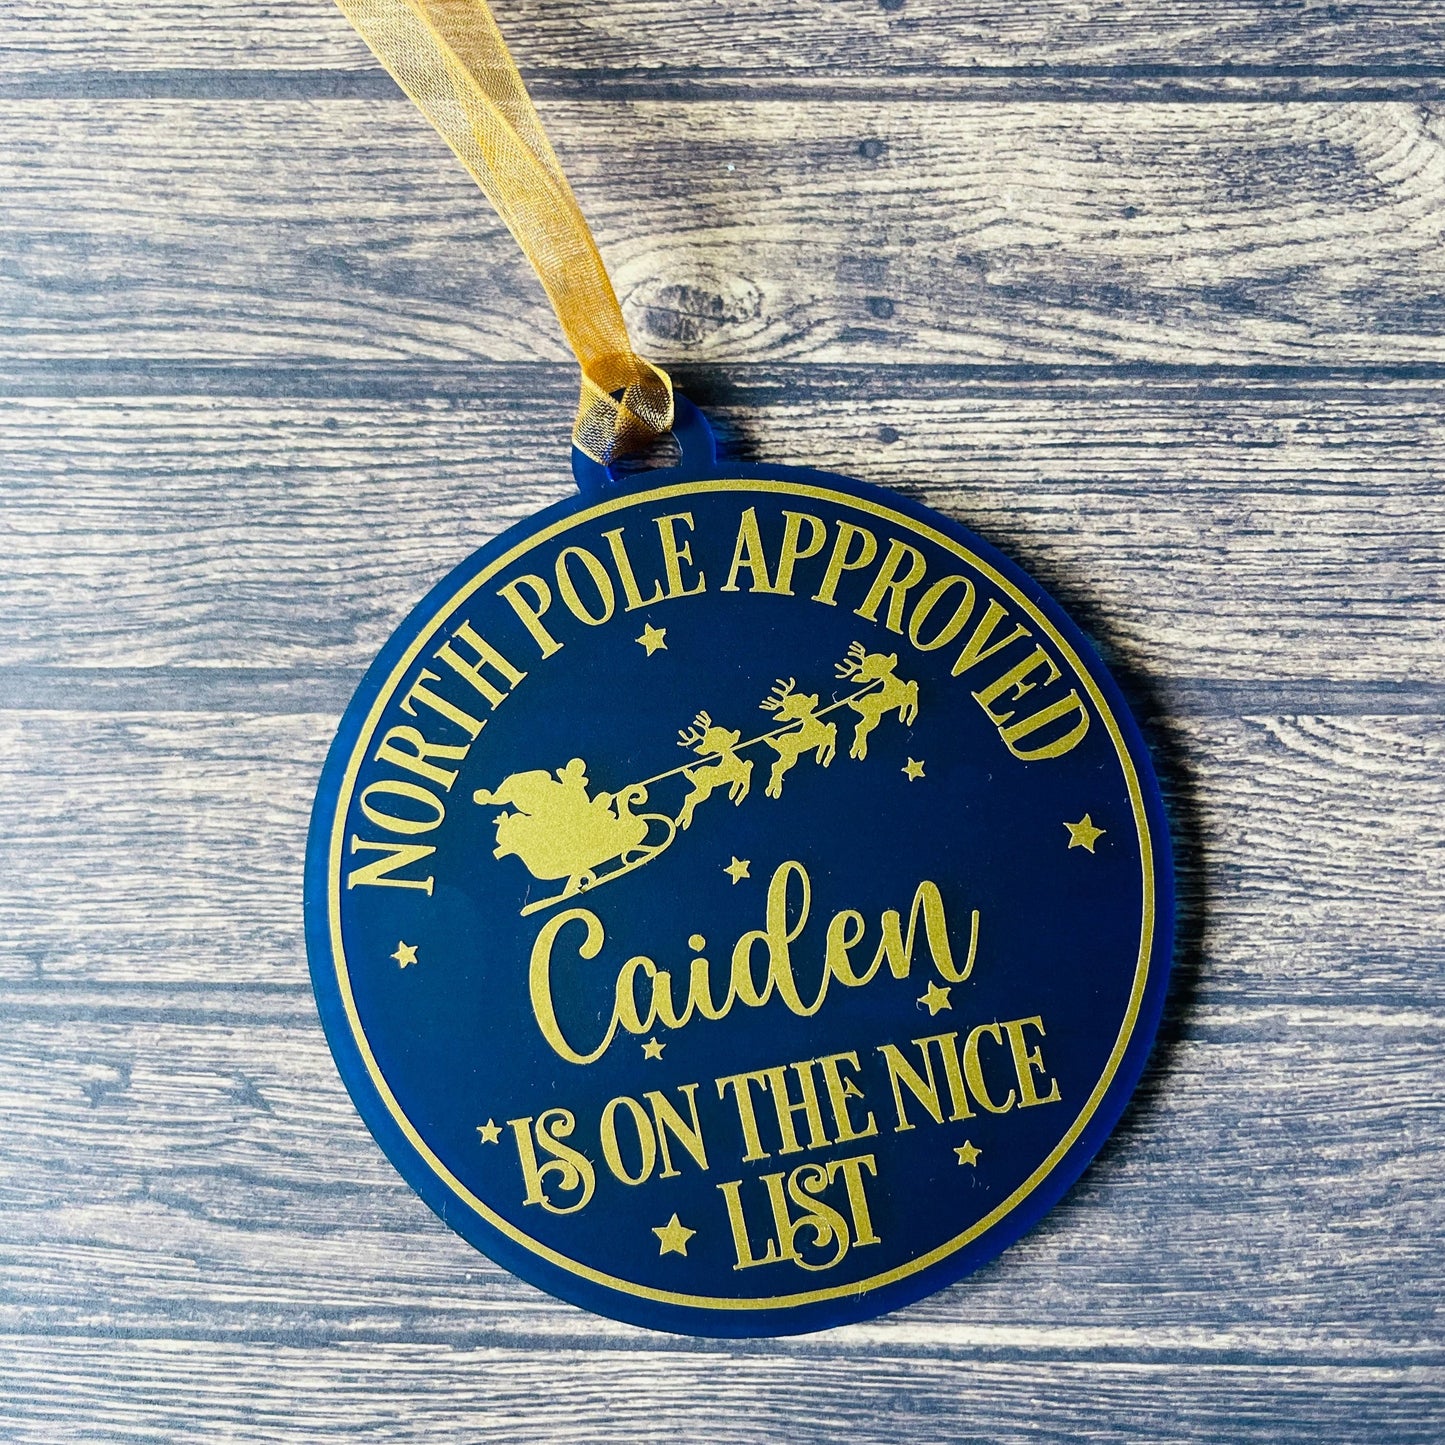 NORTH POLE APPROVED
Caiden
IS ON THE NICE
LIST